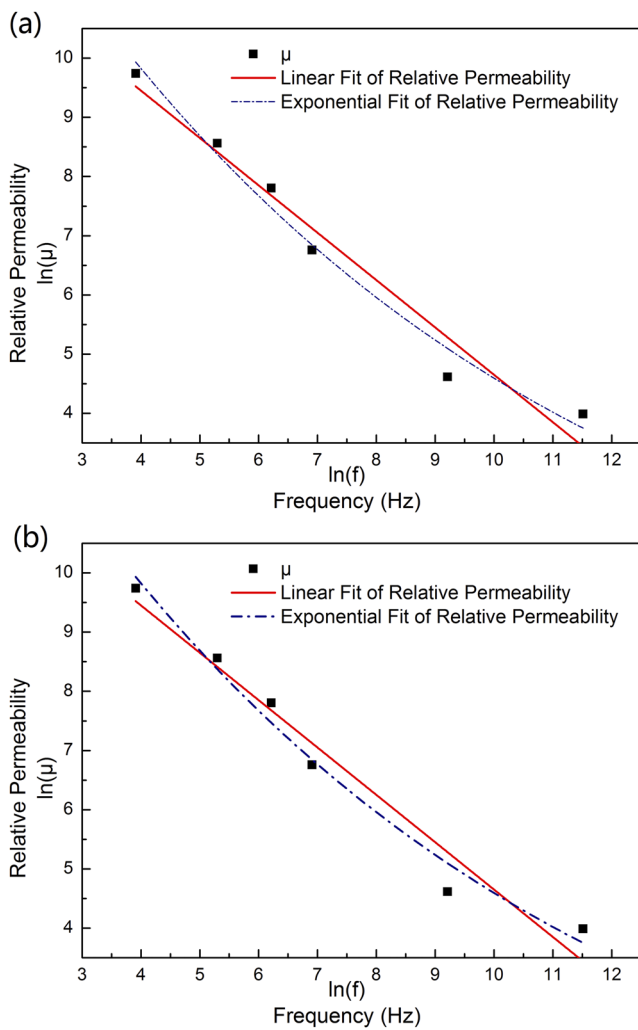 (a)
μ
Linear Fit of Relative Permeability
Exponential Fit of Relative Permeability
10
9
8
7
6
5
4
Relative Permeability
ln(μ)
3 4 5 6 7 8 9 10 11 12
ln(f)
Frequency (Hz)
(b)
μ
Linear Fit of Relative Permeability
Exponential Fit of Relative Permeability
10
9
8
7
6
5
4
Relative Permeability
ln(μ)
3 4 5 6 7 8 9 10 11 12
ln(f)
Frequency (Hz)